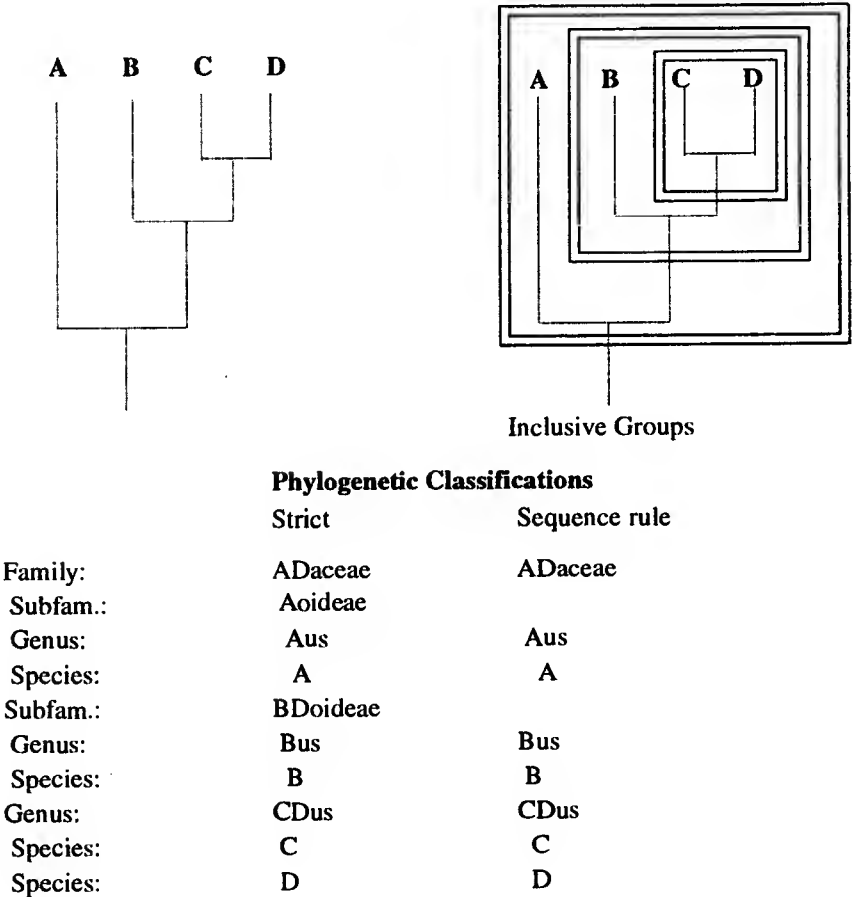 A B C D
A B C D
Inclusive Groups
Phylogenetic Classifications
Strict Sequence rule
Family: ADaceae ADaceae
Subfam.: Aoideae
Genus: Aus Aus
Species: A A
Subfam.: BDoideae
Genus: Bus Bus
Species: B B
Genus: CDus CDus
Species: C C
Species: D D